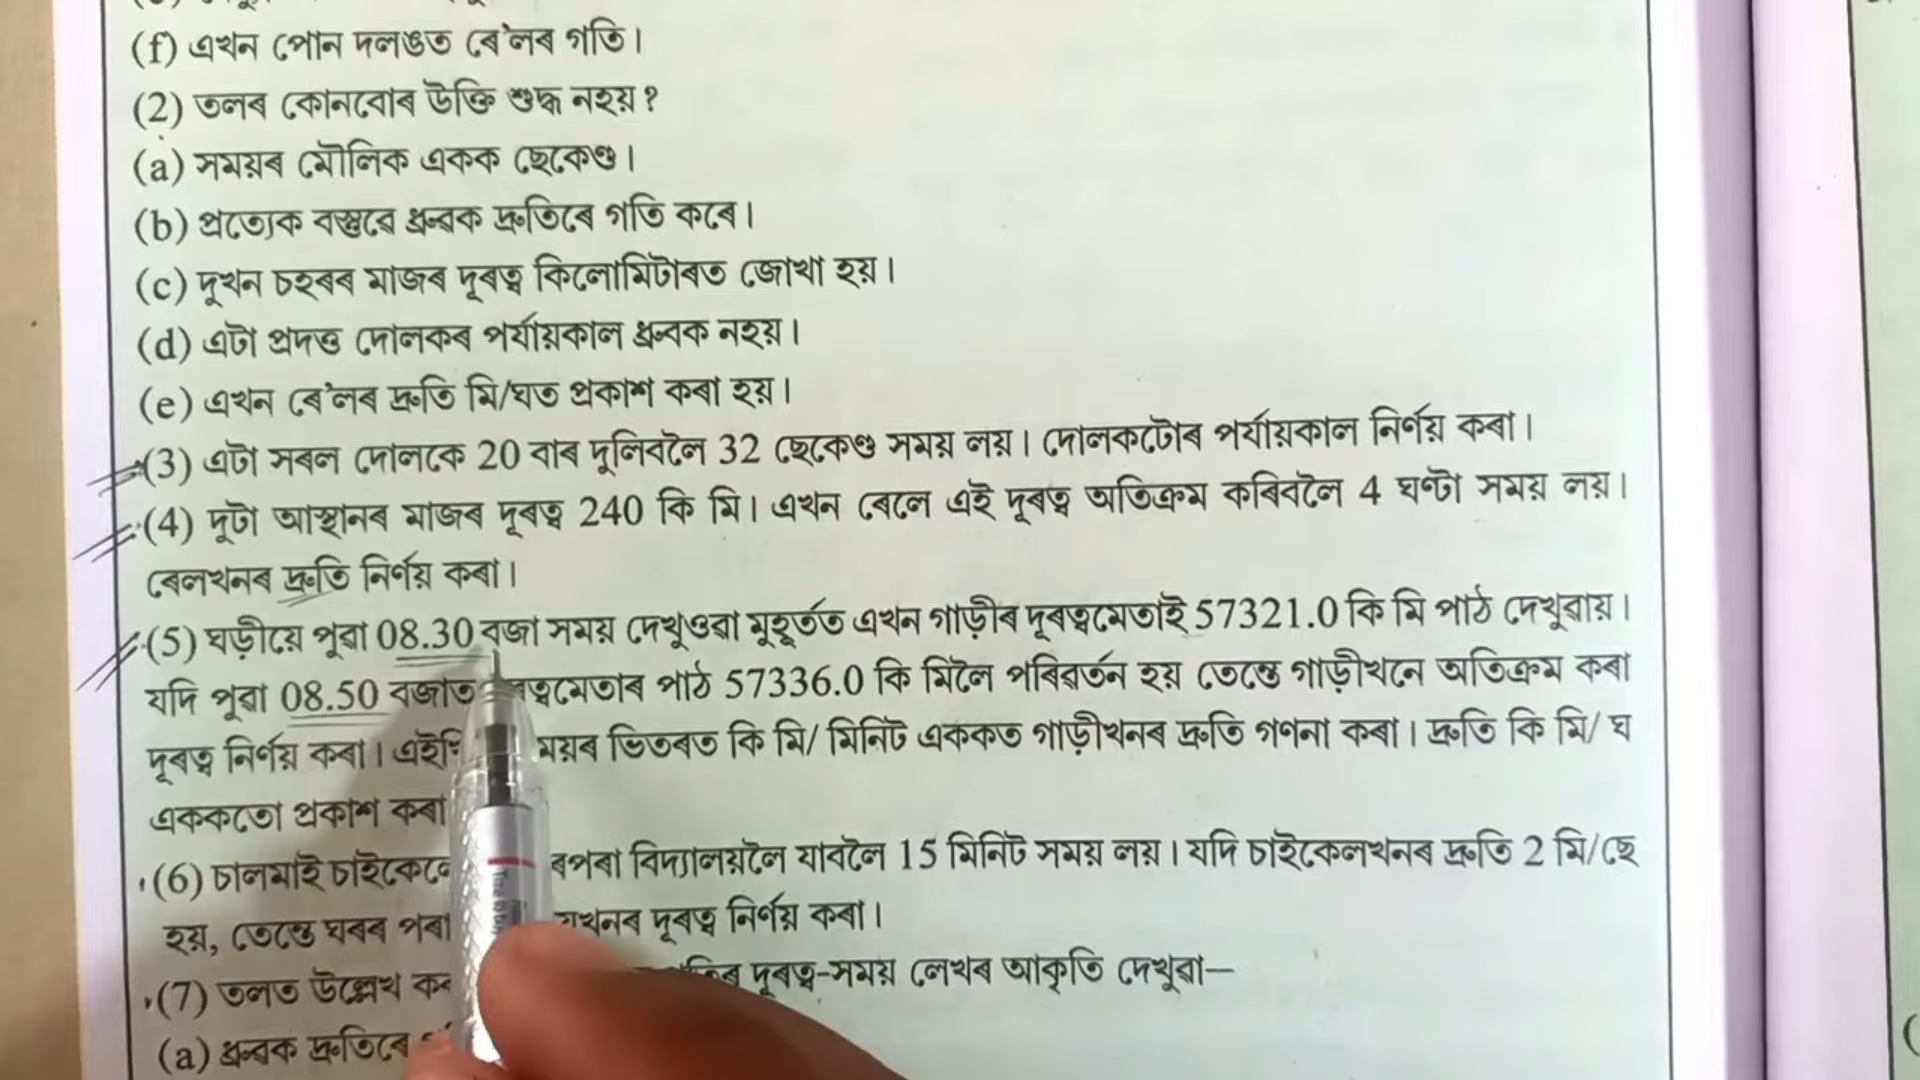 (f) এখন পোন দলঙত ৰে'লৰ গতি।
(2) তলৰ কোনবোৰ উক্তি শুদ্ধ নহয়?
(a) সময়ৰ মৌলিক একক ছেকেণ্ড।
(b) প্ৰত্যেক বস্তুৱে ধ্ৰুৱক দ্ৰুতিৰে গতি কৰে।
(c) দুখন চহৰৰ মাজৰ দূৰত্ব কিলোমিটাৰত জোখা হয়।
(d) এটা প্ৰদত্ত দোলকৰ পৰ্যায়কাল ধ্ৰুবক নহয়।
(e) এখন ৰে'লৰ দ্ৰুতি মি/ঘত প্ৰকাশ কৰা হয়।
(3) এটা সৰল দোলকে 20 বাৰ দুলিবলৈ 32 ছেকেণ্ড সময় লয়। দোলকটোৰ পৰ্যায়কাল নিৰ্ণয় কৰা।
(4) দুটা আস্থানৰ মাজৰ দূৰত্ব 240 কি মি। এখন ৰেলে এই দূৰত্ব অতিক্ৰম কৰিবলৈ 4 ঘণ্টা সময় লয়।
ৰেলখনৰ দ্ৰুতি নিৰ্ণয় কৰা।
(5) ঘড়ীয়ে পুৱা 08.30 বজা সময় দেখুওৱা মুহূৰ্তত এখন গাড়ীৰ দূৰত্বমেতাই 57321.0 কি মি পাঠ দেখুৱায়।
যদি পুৱা 08.50 বজাত ত্বমেতাৰ পাঠ 57336.0 কি মিলৈ পৰিৱৰ্তন হয় তেন্তে গাড়ীখনে অতিক্ৰম কৰা
দূৰত্ব নিৰ্ণয় কৰা। ময়ৰ ভিতৰত কি মি/ মিনিট এককত গাড়ীখনৰ দ্ৰুতি গণনা কৰা। দ্ৰুতি কি মি/ ঘ
এককতো প্ৰকাশ কৰা
(6) চালমাই ৰপৰা বিদ্যালয়লৈ যাবলৈ 15 মিনিট সময় লয়। যদি চাইকেলখনৰ দ্ৰুতি 2 মি/ছে
হয়, তেন্তে ঘৰৰ পৰা য়খনৰ দূৰত্ব নিৰ্ণয় কৰা।
(7) তলত উল্লেখ দূৰত্ব-সময় লেখৰ আকৃতি দেখুৱা—
(a) ধ্ৰুৱক দ্ৰুতিৰে